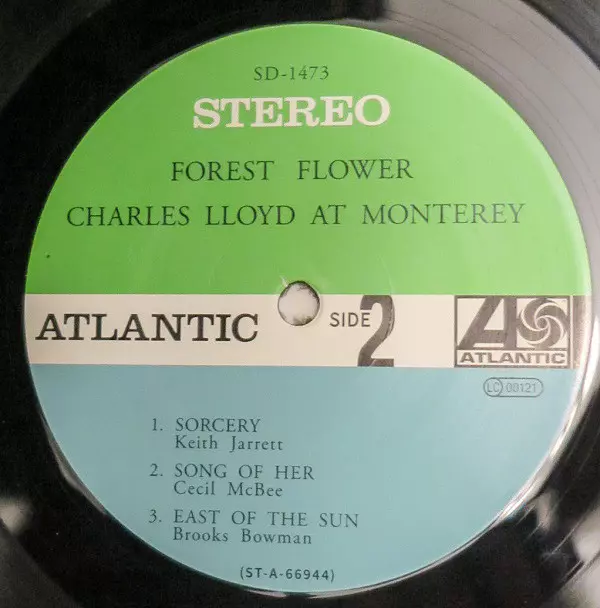 SD-1473
STEREO
FOREST FLOWER
CHARLES LLOYD AT MONTEREY
ATLANTIC
SIDE 2
ATLANTIC
LC 00121
1. SORCERY
Keith Jarrett
2. SONG OF HER
Cecil McBee
3. EAST OF THE SUN
Brooks Bowman
(ST-A-66944)